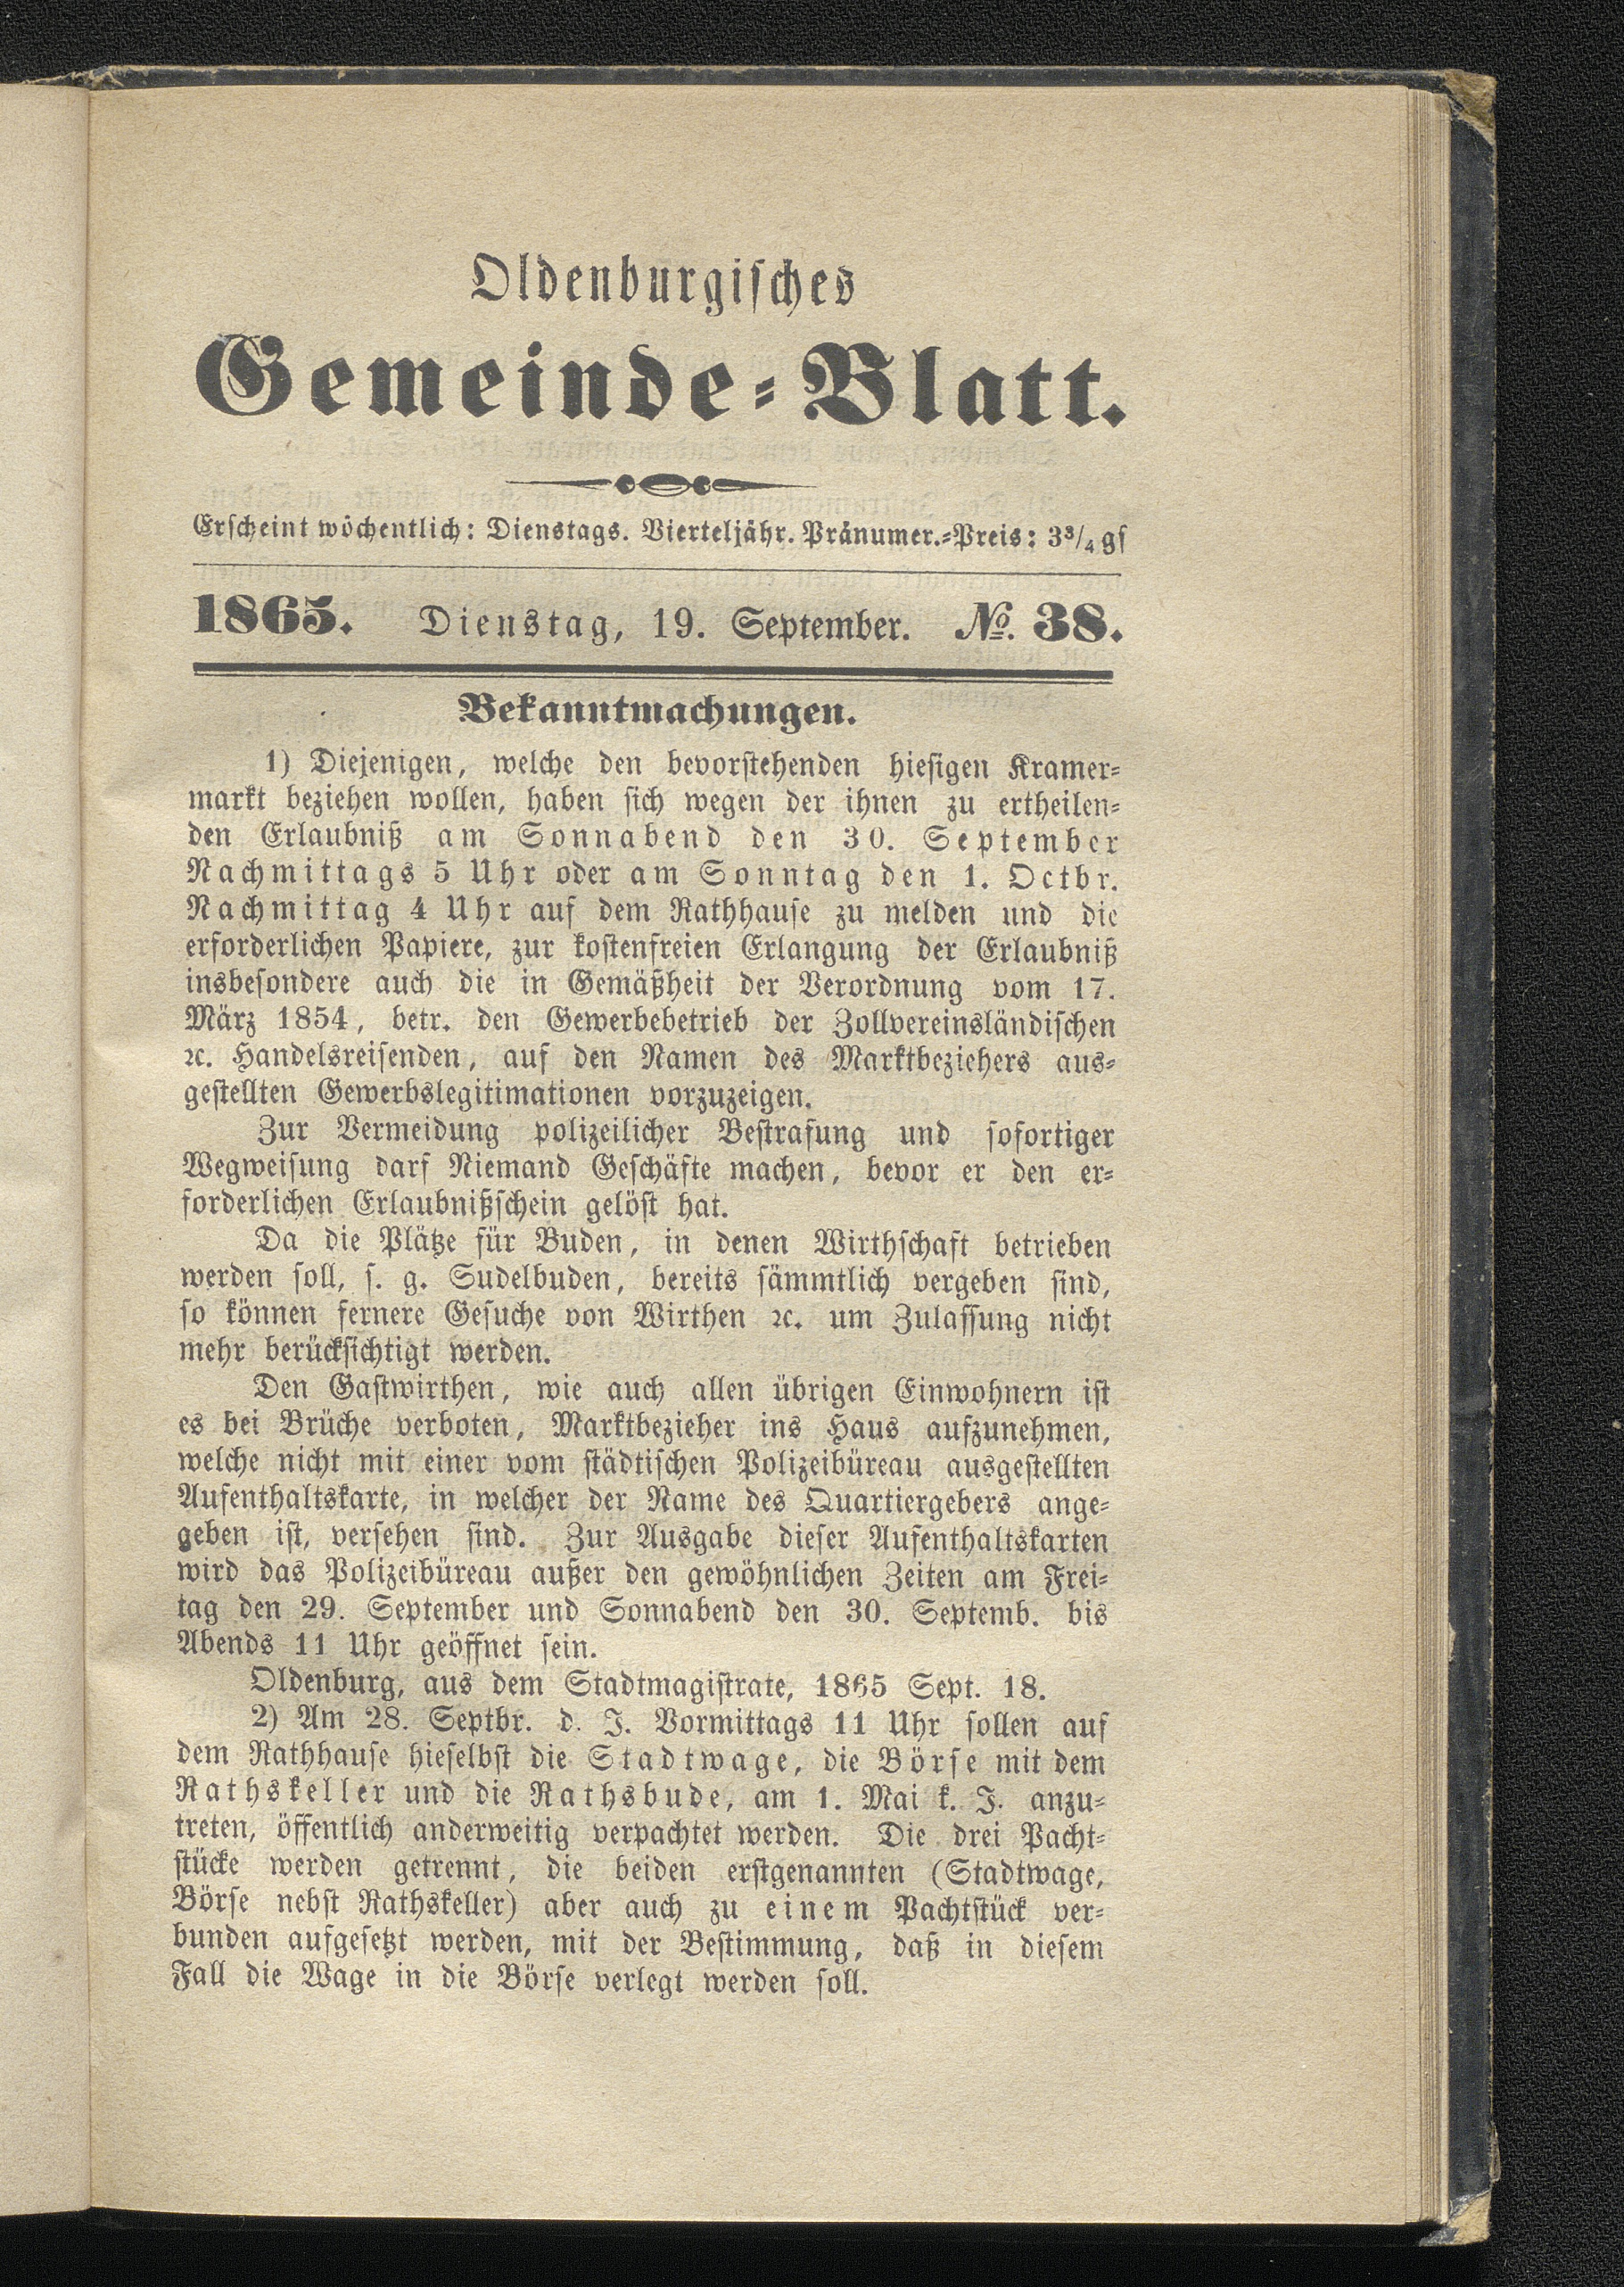 Oldenburgisches
Gemeinde-Blatt.
Erscheint wöchentlich: Dienstags. Vierteljähr. Pränumer.-Preis: 3¾ gs
1865. Dienstag, 19. September. No. 38.
Bekanntmachungen.
1) Diejenigen, welche den bevorstehenden hiesigen Kramer-
markt beziehen wollen, haben sich wegen der ihnen zu ertheilen-
den Erlaubniß am Sonnabend den 30. September
Nachmittags 5 Uhr oder am Sonntag den 1. Octbr.
Nachmittag 4 Uhr auf dem Rathhause zu melden und die
erforderlichen Papiere, zur kostenfreien Erlangung der Erlaubniß
insbesondere auch die in Gemäßheit der Verordnung vom 17.
März 1854, betr. den Gewerbebetrieb der Zollvereinsländischen
ꝛc. Handelsreisenden, auf den Namen des Marktbeziehers aus-
gestellten Gewerbslegitimationen vorzuzeigen.
Zur Vermeidung polizeilicher Bestrafung und sofortiger
Wegweisung darf Niemand Geschäfte machen, bevor er den er-
forderlichen Erlaubnißschein gelöst hat.
Da die Plätze für Buden, in denen Wirthschaft betrieben
werden soll, s. g. Sudelbuden, bereits sämmtlich vergeben sind,
so können fernere Gesuche von Wirthen ꝛc. um Zulassung nicht
mehr berücksichtigt werden.
Den Gastwirthen, wie auch allen übrigen Einwohnern ist
es bei Brüche verboten, Marktbezieher ins Haus aufzunehmen,
welche nicht mit einer vom städtischen Polizeibüreau ausgestellten
Aufenthaltskarte, in welcher der Name des Quartiergebers ange-
geben ist, versehen sind. Zur Ausgabe dieser Aufenthaltskarten
wird das Polizeibüreau außer den gewöhnlichen Zeiten am Frei-
tag den 29. September und Sonnabend den 30. Septemb. bis
Abends 11 Uhr geöffnet sein.
Oldenburg, aus dem Stadtmagistrate, 1865 Sept. 18.
2) Am 28. Septbr. d. J. Vormittags 11 Uhr sollen auf
dem Rathhause hieselbst die Stadtwage, die Börse mit dem
Rathskeller und die Rathsbude, am 1. Mai k. J. anzu-
treten, öffentlich anderweitig verpachtet werden. Die drei Pacht-
stücke werden getrennt, die beiden erstgenannten (Stadtwage,
Börse nebst Rathskeller) aber auch zu einem Pachtstück ver-
bunden aufgesetzt werden, mit der Bestimmung, daß in diesem
Fall die Wage in die Börse verlegt werden soll.